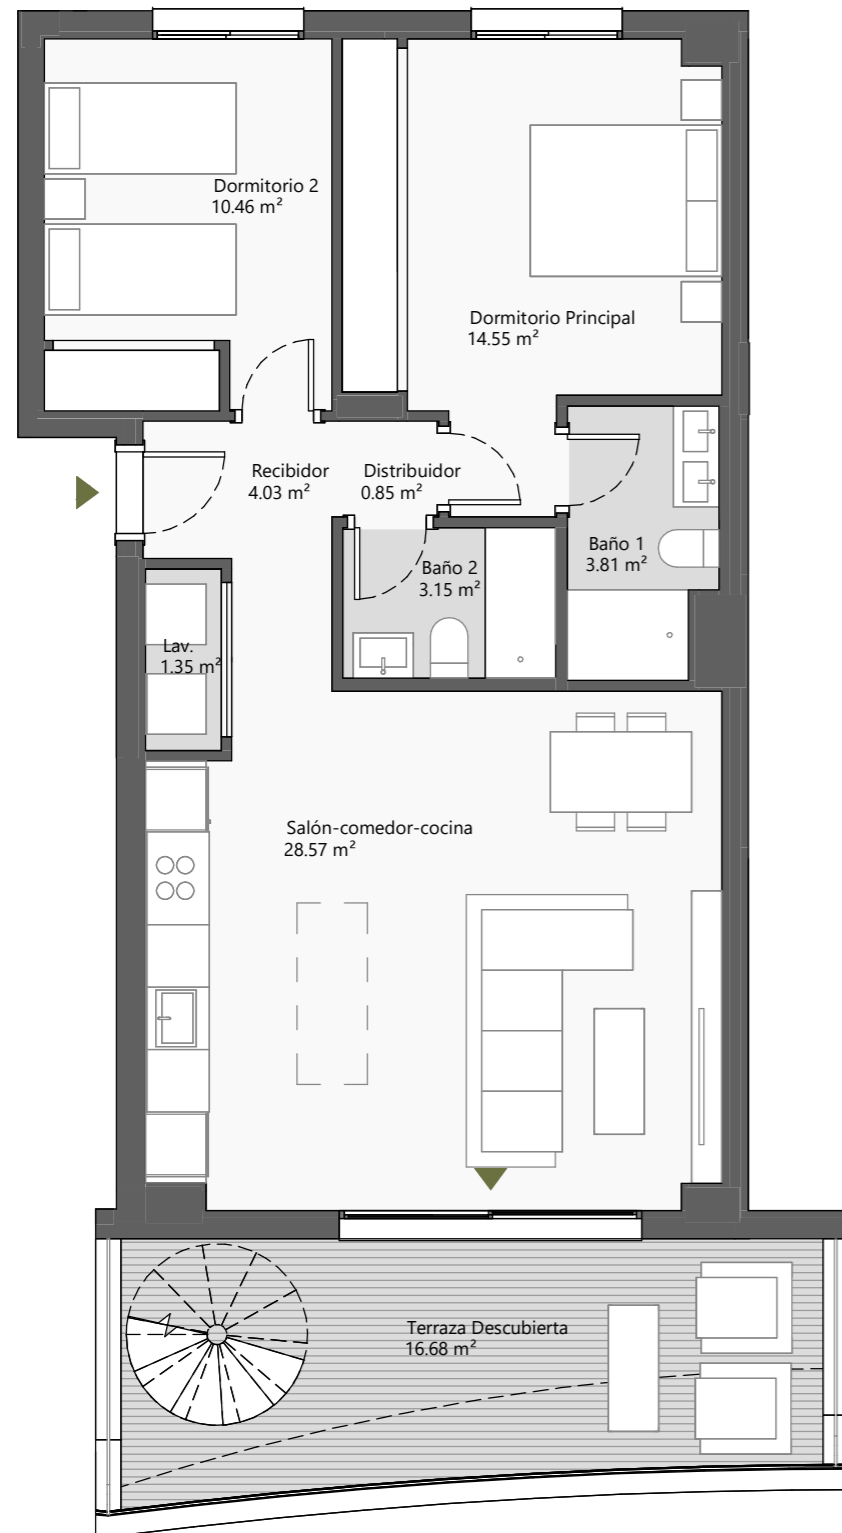 Dormitorio 2
10.46 m²
Dormitorio Principal
14.55 m²
Recibidor
4.03 m²
Distribuidor
0.85 m²
Baño 1
3.81 m²
Baño 2
3.15 m²
Lav.
1.35 m²
Salón-comedor-cocina
28.57 m²
Terraza Descubierta
16.68 m²